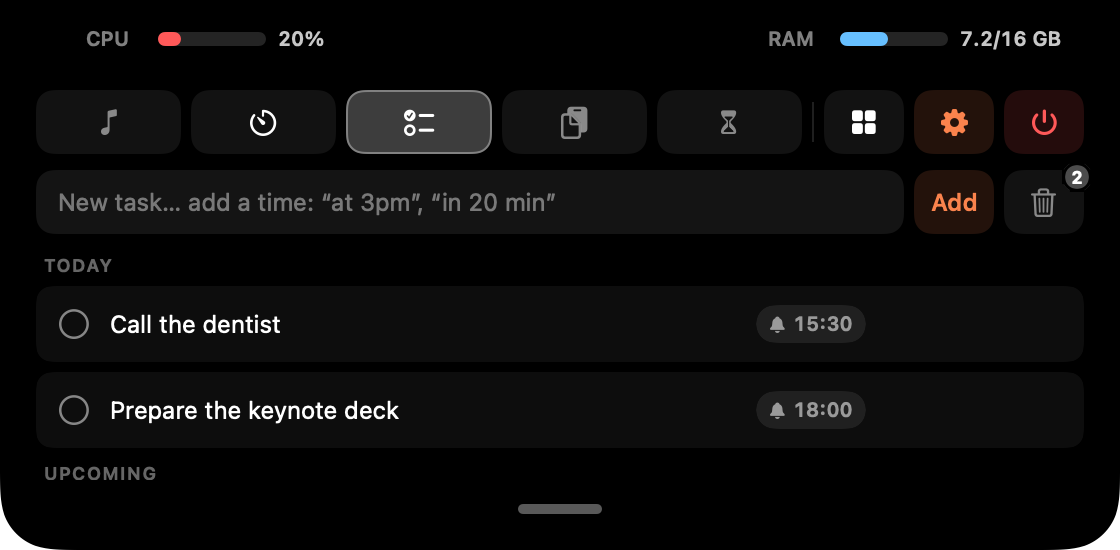 CPU 20% RAM 7.2/16 GB
New task... add a time: “at 3pm”, “in 20 min” Add 2
TODAY
Call the dentist 15:30
Prepare the keynote deck 18:00
UPCOMING